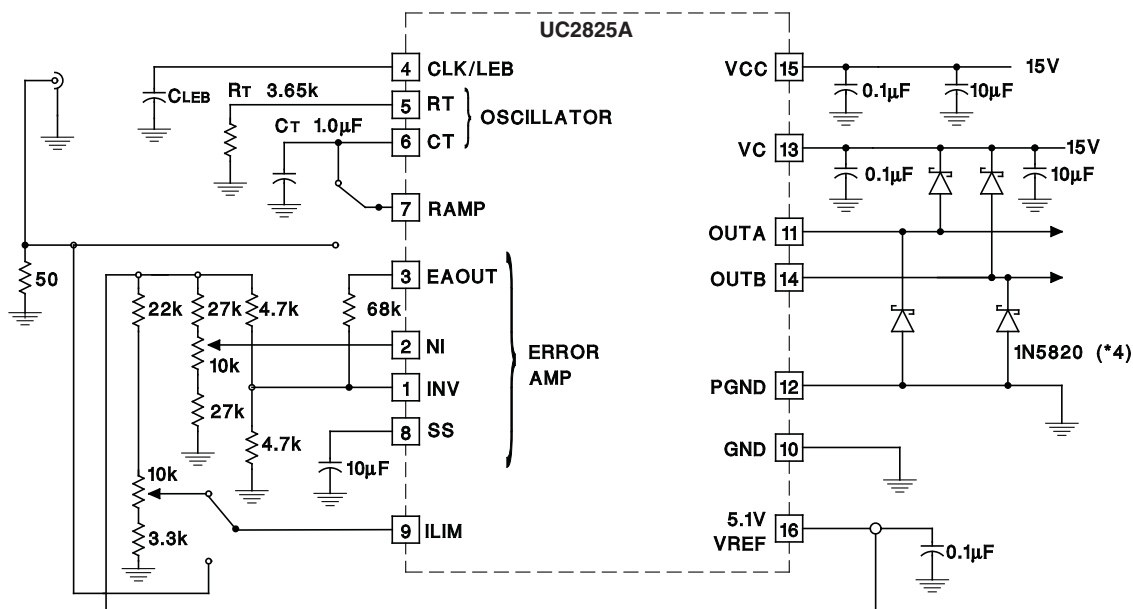 UC2825A
4 CLK/LEB
CLEB
RT 3.65k
5 RT
OSCILLATOR
CT 1.0µF
6 CT
7 RAMP
50
3 EAOUT
22k
27k
4.7k
68k
2 NI
10k
ERROR
AMP
1 INV
27k
8 SS
4.7k
10µF
10k
3.3k
9 ILIM
VCC 15
15V
0.1µF
10µF
VC 13
15V
0.1µF
10µF
OUTA 11
OUTB 14
1N5820 (*4)
PGND 12
GND 10
5.1V
VREF 16
0.1µF